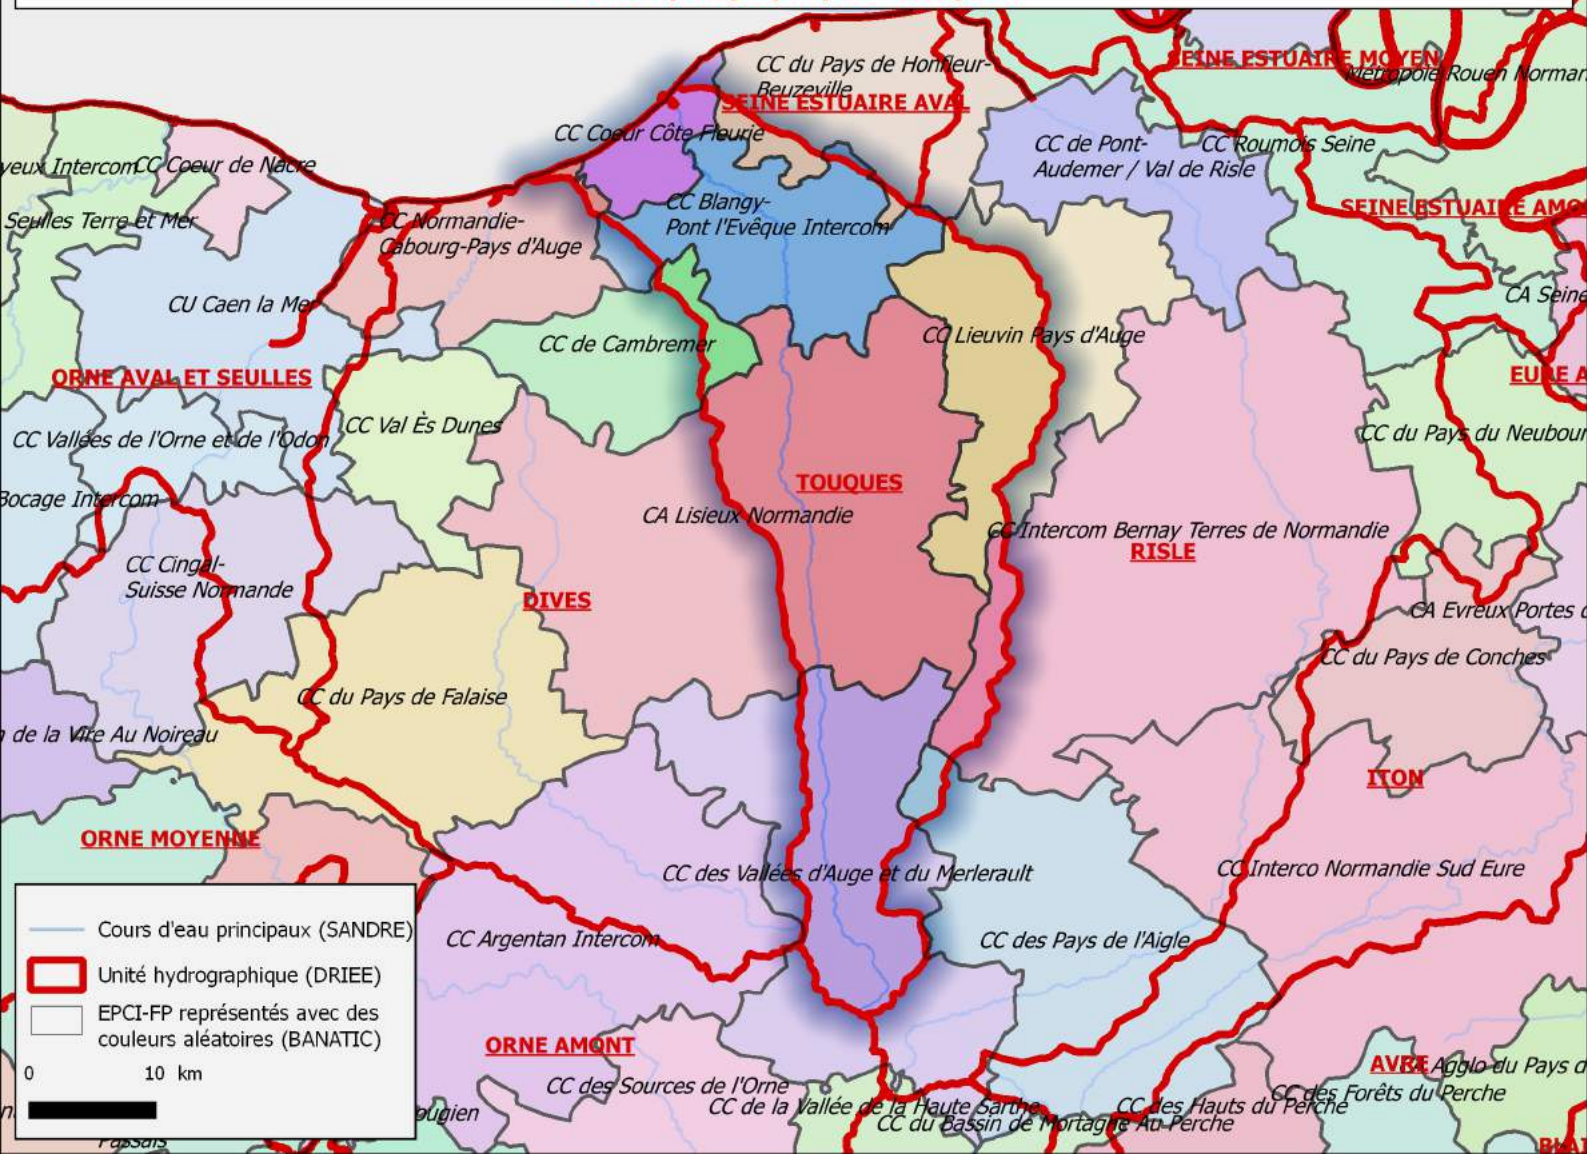 CC du Pays de Honfleur-
Beuzeville
SEINE ESTUAIRE MOYEN
Métropole Rouen Norman
SEINE ESTUAIRE AVAL
CC Coeur Côte Fleurie
CC de Pont-
Audemer / Val de Risle
CC Roumois Seine
yeux Intercom
CC Coeur de Nacre
CC Blangy-
Pont l'Evêque Intercom
SEINE ESTUAIRE AMO
Seulles Terre et Mer
CC Normandie-
Cabourg-Pays d'Auge
CU Caen la Mer
CA Seine
CC de Cambremer
CC Lieuvin Pays d'Auge
ORNE AVAL ET SEULLES
EURE A
CC Vallées de l'Orne et de l'Odon
CC Val Ès Dunes
CC du Pays du Neubour
TOUQUES
Bocage Intercom
CA Lisieux Normandie
CC Intercom Bernay Terres de Normandie
RISLE
CC Cingal-
Suisse Normande
DIVES
CA Evreux Portes d
CC du Pays de Conches
CC du Pays de Falaise
n de la Vire Au Noireau
ITON
ORNE MOYENNE
CC des Vallées d'Auge et du Merlerault
CC Interco Normandie Sud Eure
CC Argentan Intercom
CC des Pays de l'Aigle
Cours d'eau principaux (SANDRE)
Unité hydrographique (DRIEE)
EPCI-FP représentés avec des
couleurs aléatoires (BANATIC)
0 10 km
ORNE AMONT
AVRE
Agglo du Pays d
CC des Sources de l'Orne
CC des Forêts du Perche
CC de la Vallée de la Haute Sarthe
CC des Hauts du Perche
ougien
CC du Bassin de Mortagne Au Perche
Passais